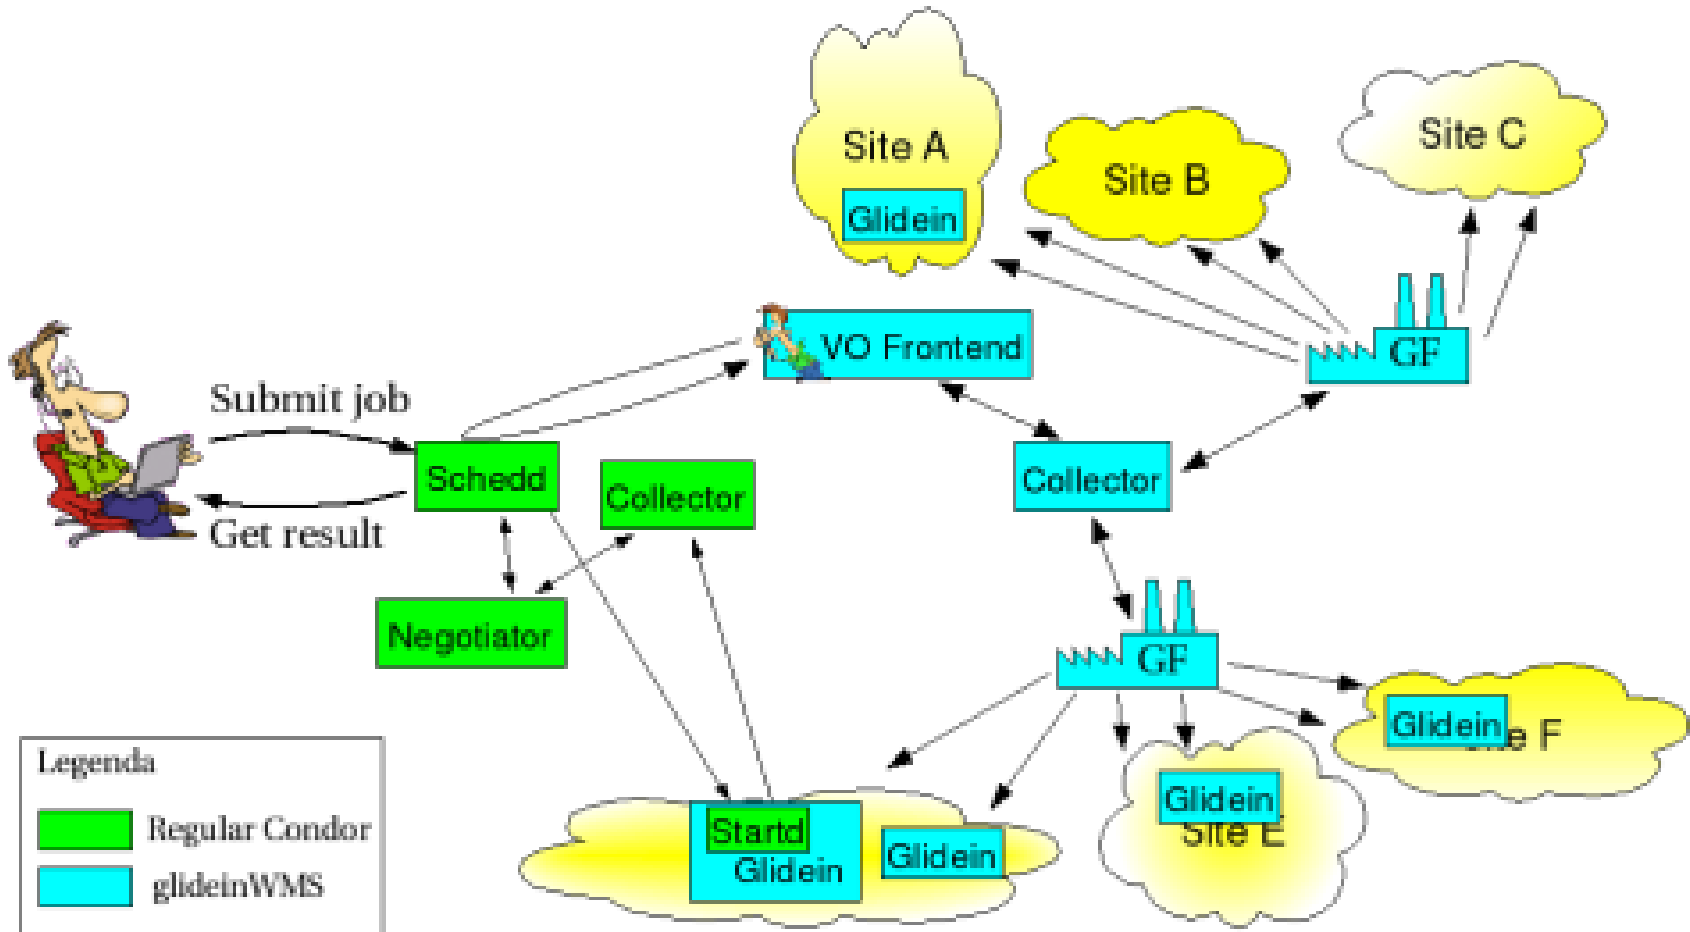 Site A
Glidein
Site B
Site C
VO Frontend
GF
Submit job
Schedd
Get result
Collector
Collector
Negotiator
GF
Glidein
Glidein
Site E
Startd
Glidein
Glidein
Legenda
Regular Condor
glideinWMS